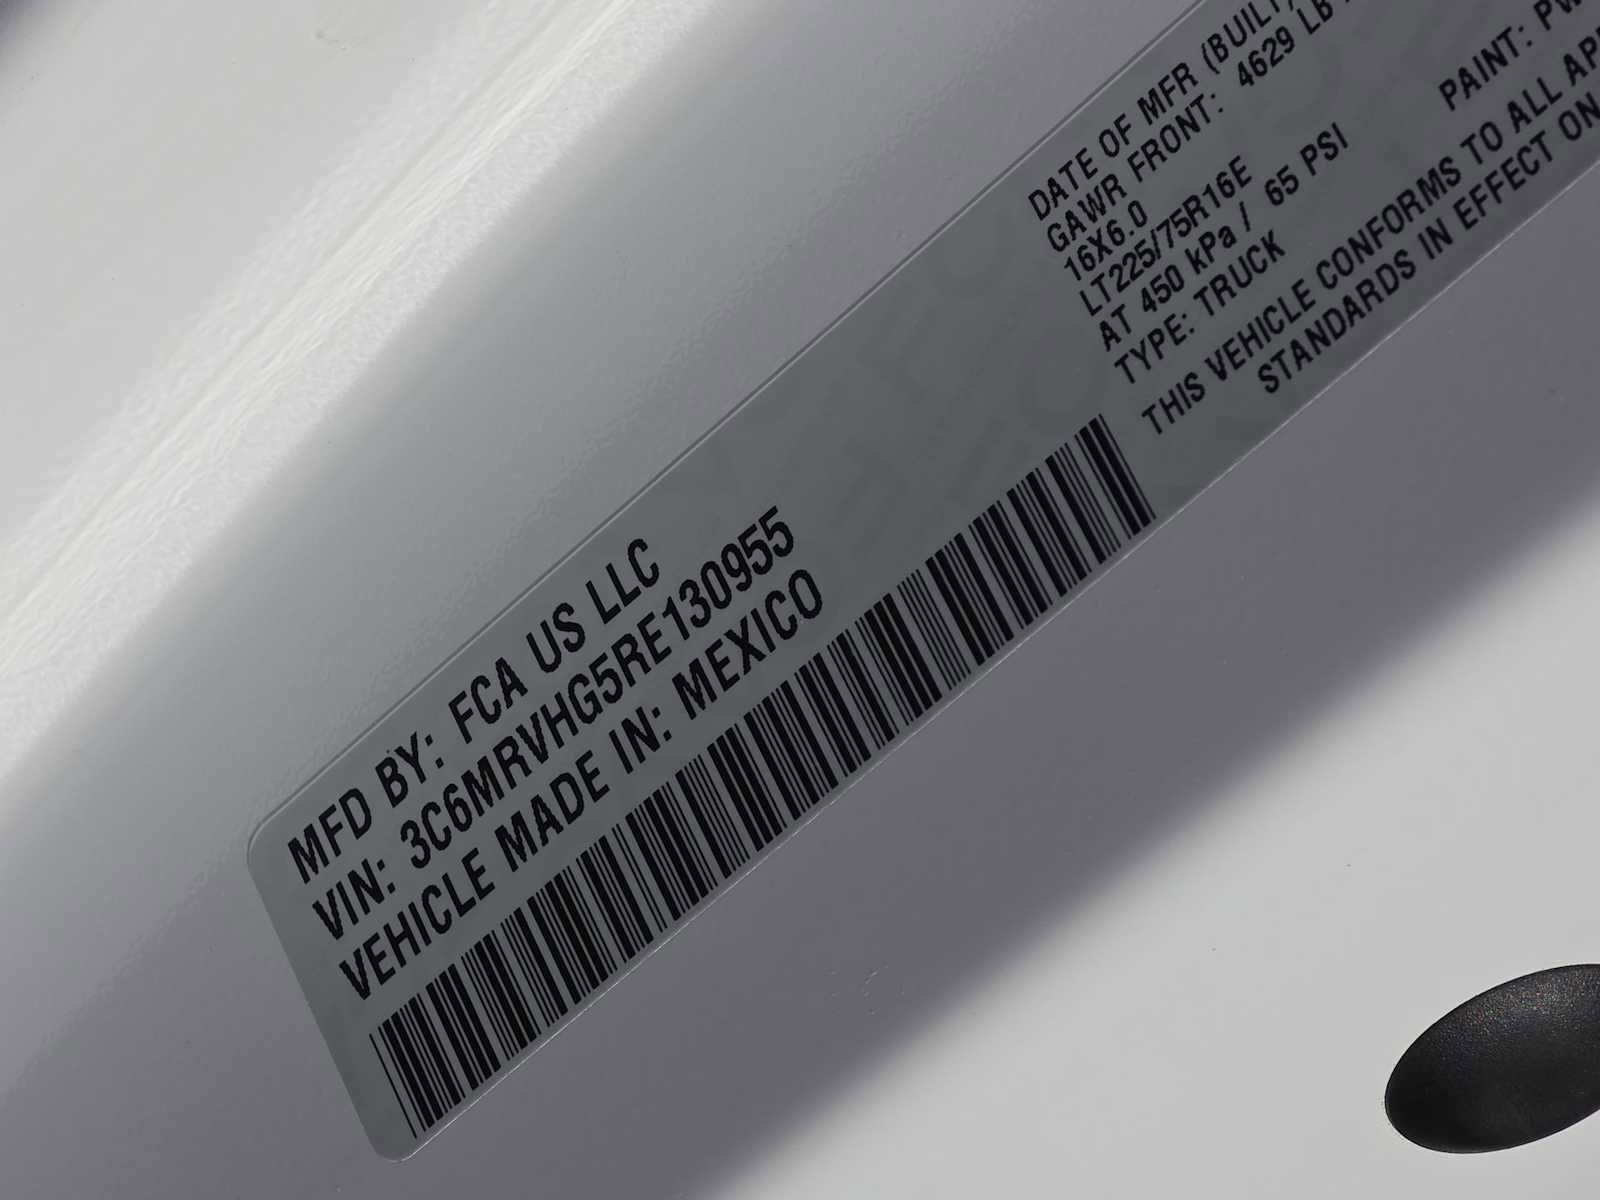 MFD BY: FCA US LLC
VIN: 3C6MRVHG5RE130955
VEHICLE MADE IN: MEXICO
DATE OF MFR (BUILT)
GAWR FRONT: 4629 LB
16X6.0
LT225/75R16E
AT 450 kPa / 65 PSI
TYPE: TRUCK
PAINT: PW
THIS VEHICLE CONFORMS TO ALL
STANDARDS IN EFFECT ON